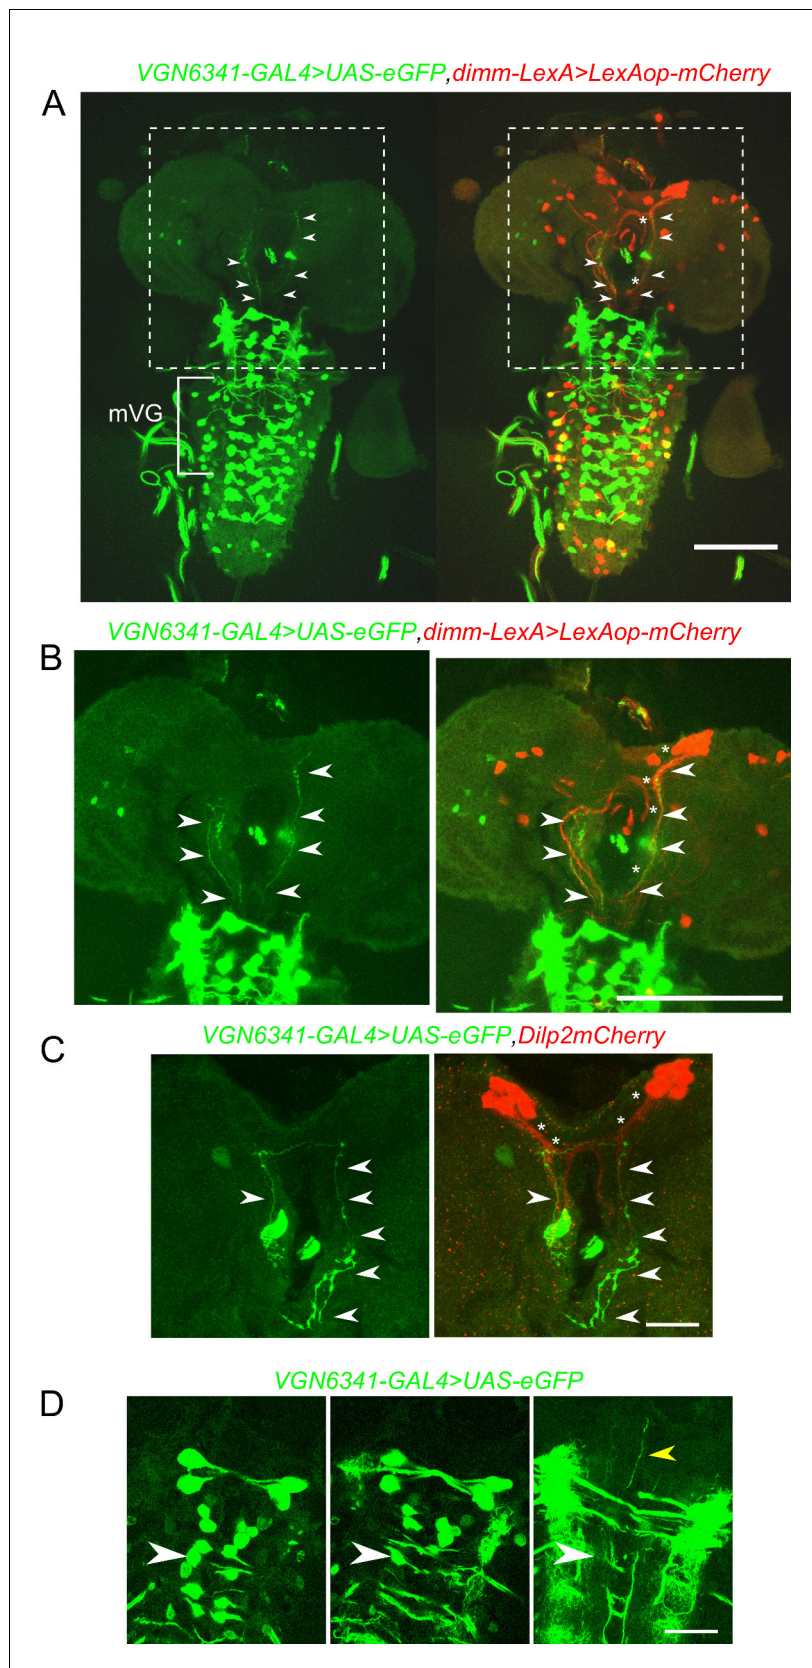 VGN6341-GAL4>UAS-eGFP,dimm-LexA>LexAop-mCherry
A
mVG
VGN6341-GAL4>UAS-eGFP,dimm-LexA>LexAop-mCherry
B
VGN6341-GAL4>UAS-eGFP,Dilp2mCherry
C
VGN6341-GAL4>UAS-eGFP
D